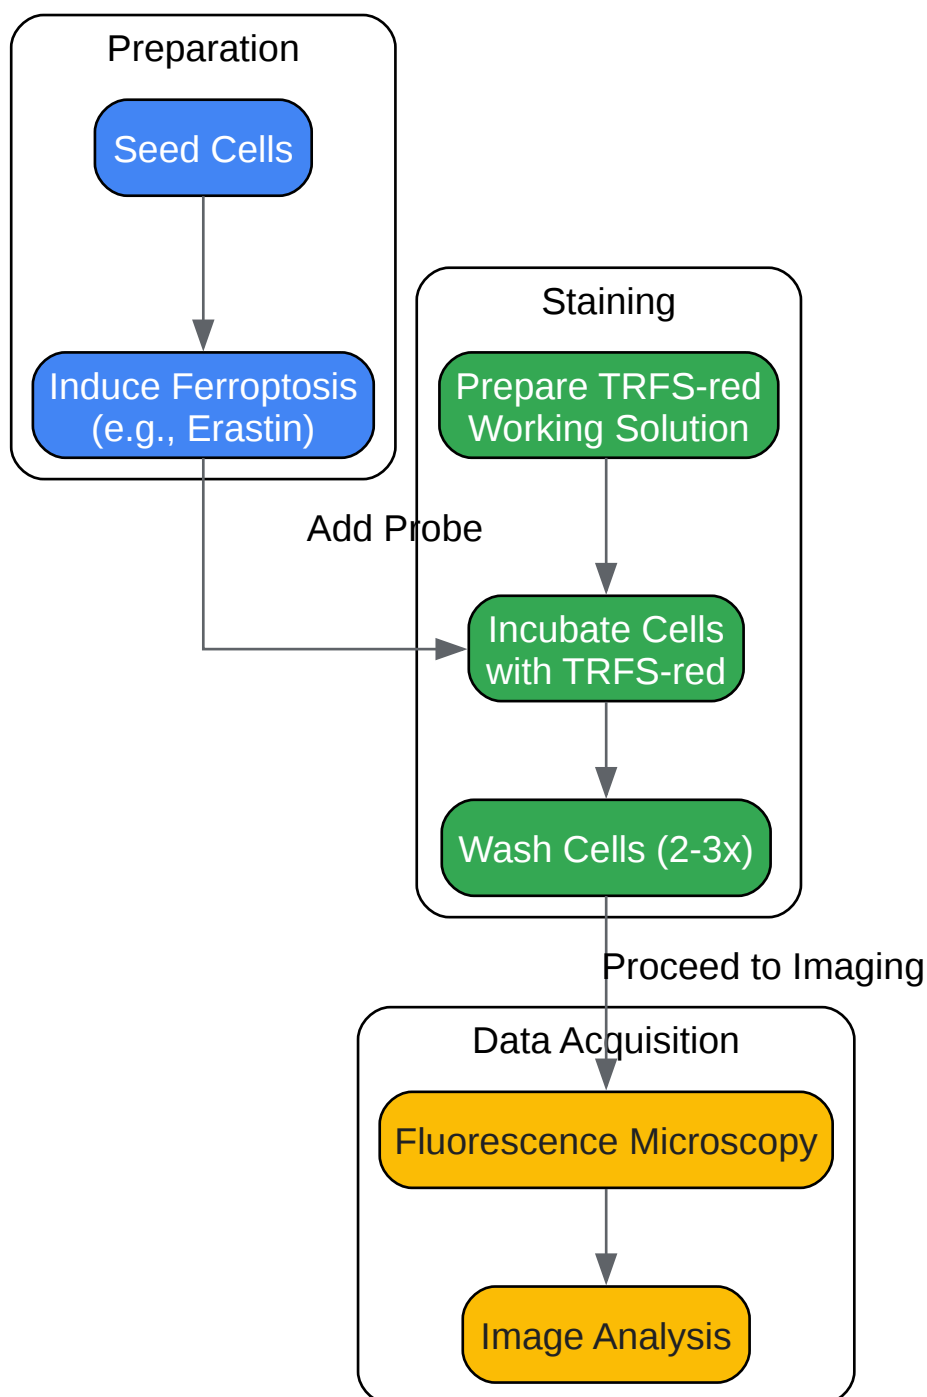 Preparation
Seed Cells
Induce Ferroptosis
(e.g., Erastin)
Staining
Prepare TRFS-red
Working Solution
Add Probe
Incubate Cells
with TRFS-red
Wash Cells (2-3x)
Proceed to Imaging
Data Acquisition
Fluorescence Microscopy
Image Analysis